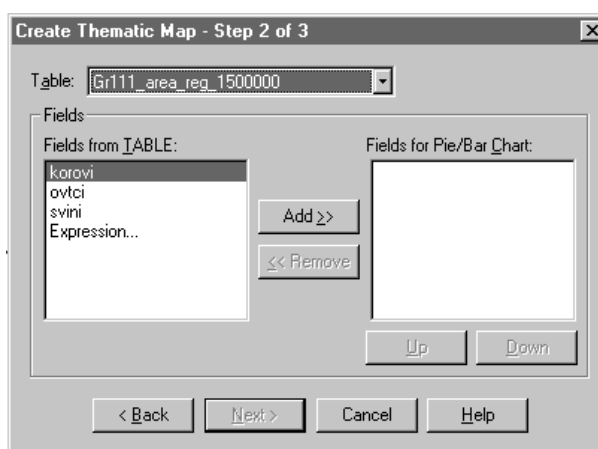 Create Thematic Map - Step 2 of 3
Table: Gr111_area_reg_1500000
Fields
Fields from TABLE:
korovi
ovtci
svini
Expression...
Add >>
<< Remove
Fields for Pie/Bar Chart:
Up Down
< Back Next > Cancel Help